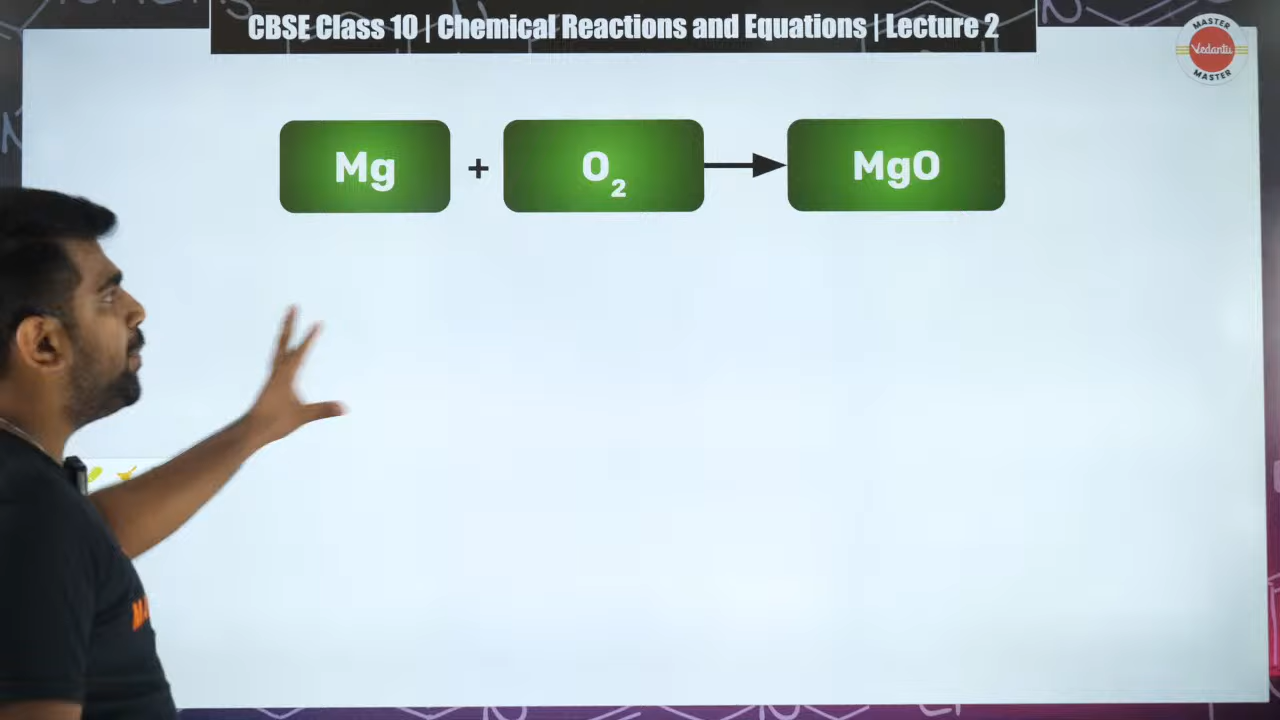 CBSE Class 10 | Chemical Reactions and Equations | Lecture 2
MASTER
Vedantu
MASTER
Mg + O₂ → MgO